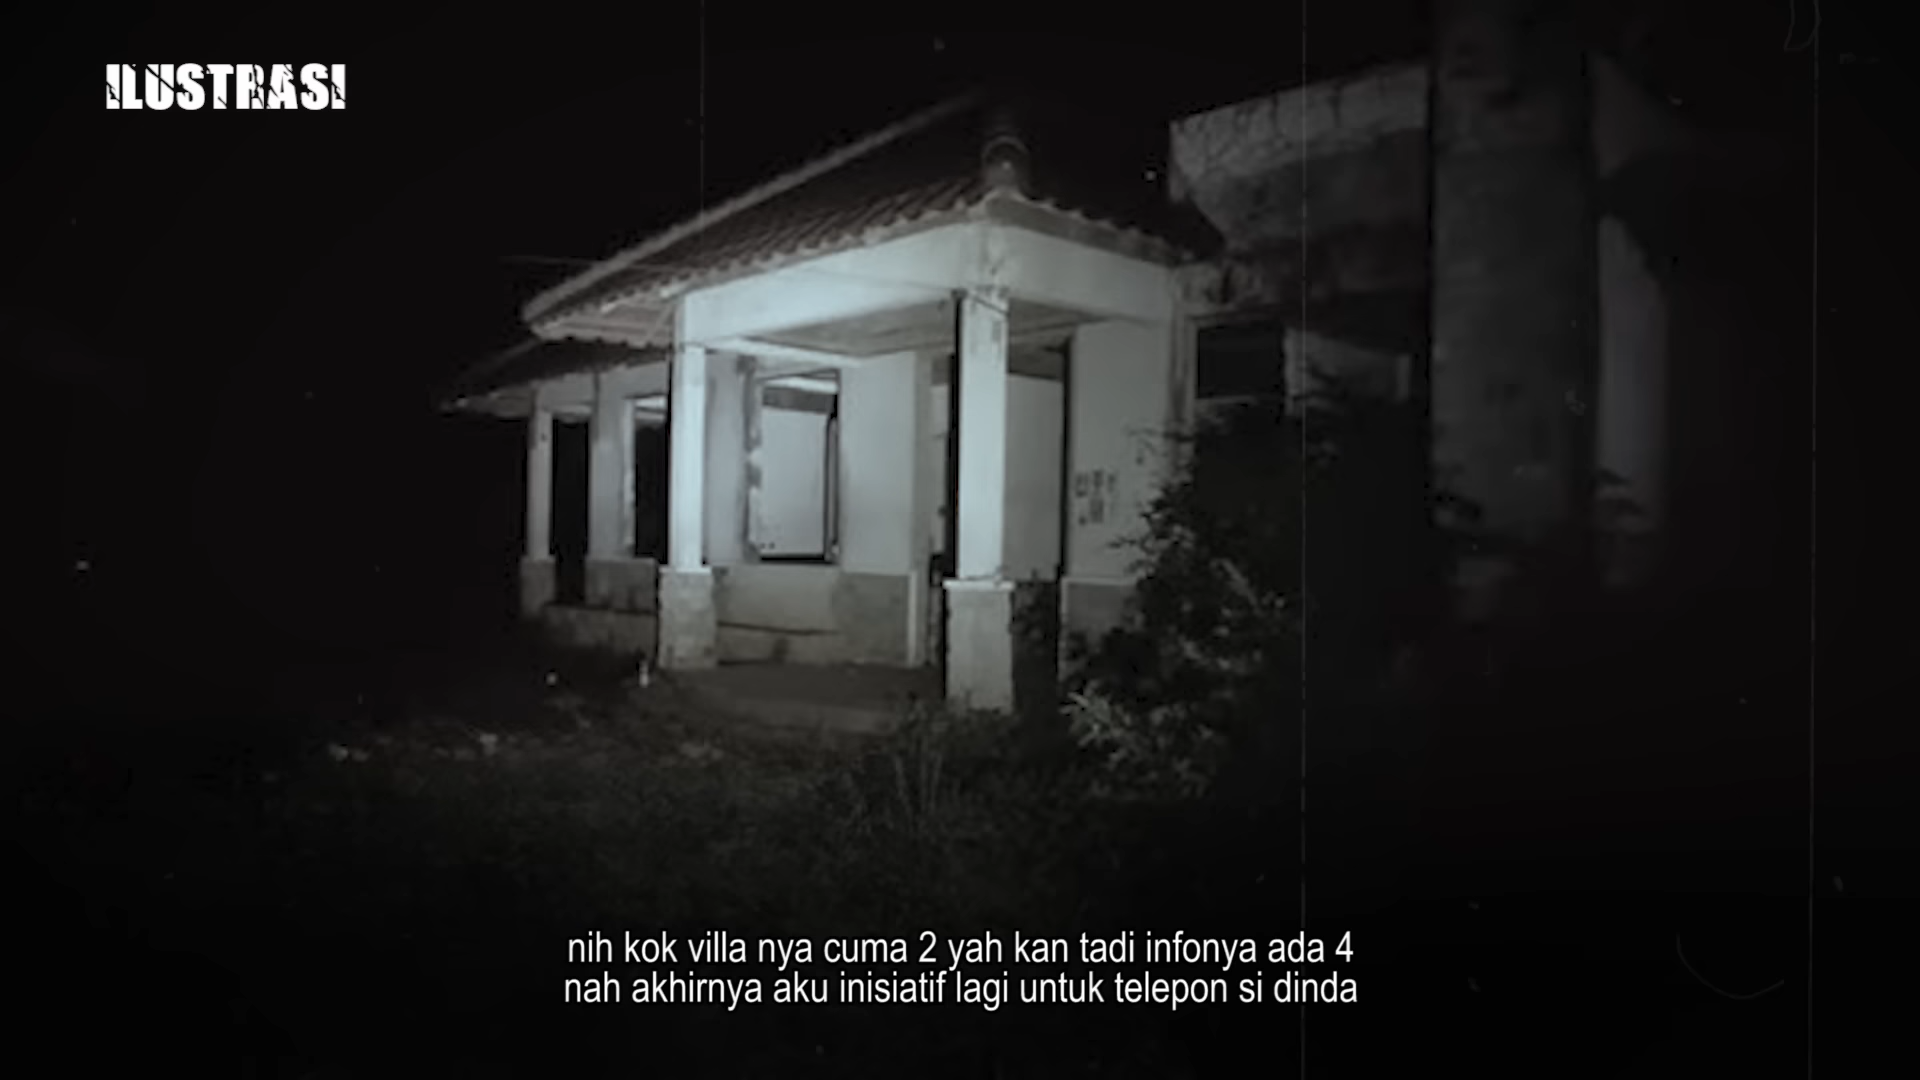 ILUSTRASI
nih kok villa nya cuma 2 yah kan tadi infonya ada 4
nah akhirnya aku inisiatif lagi untuk telepon si dinda